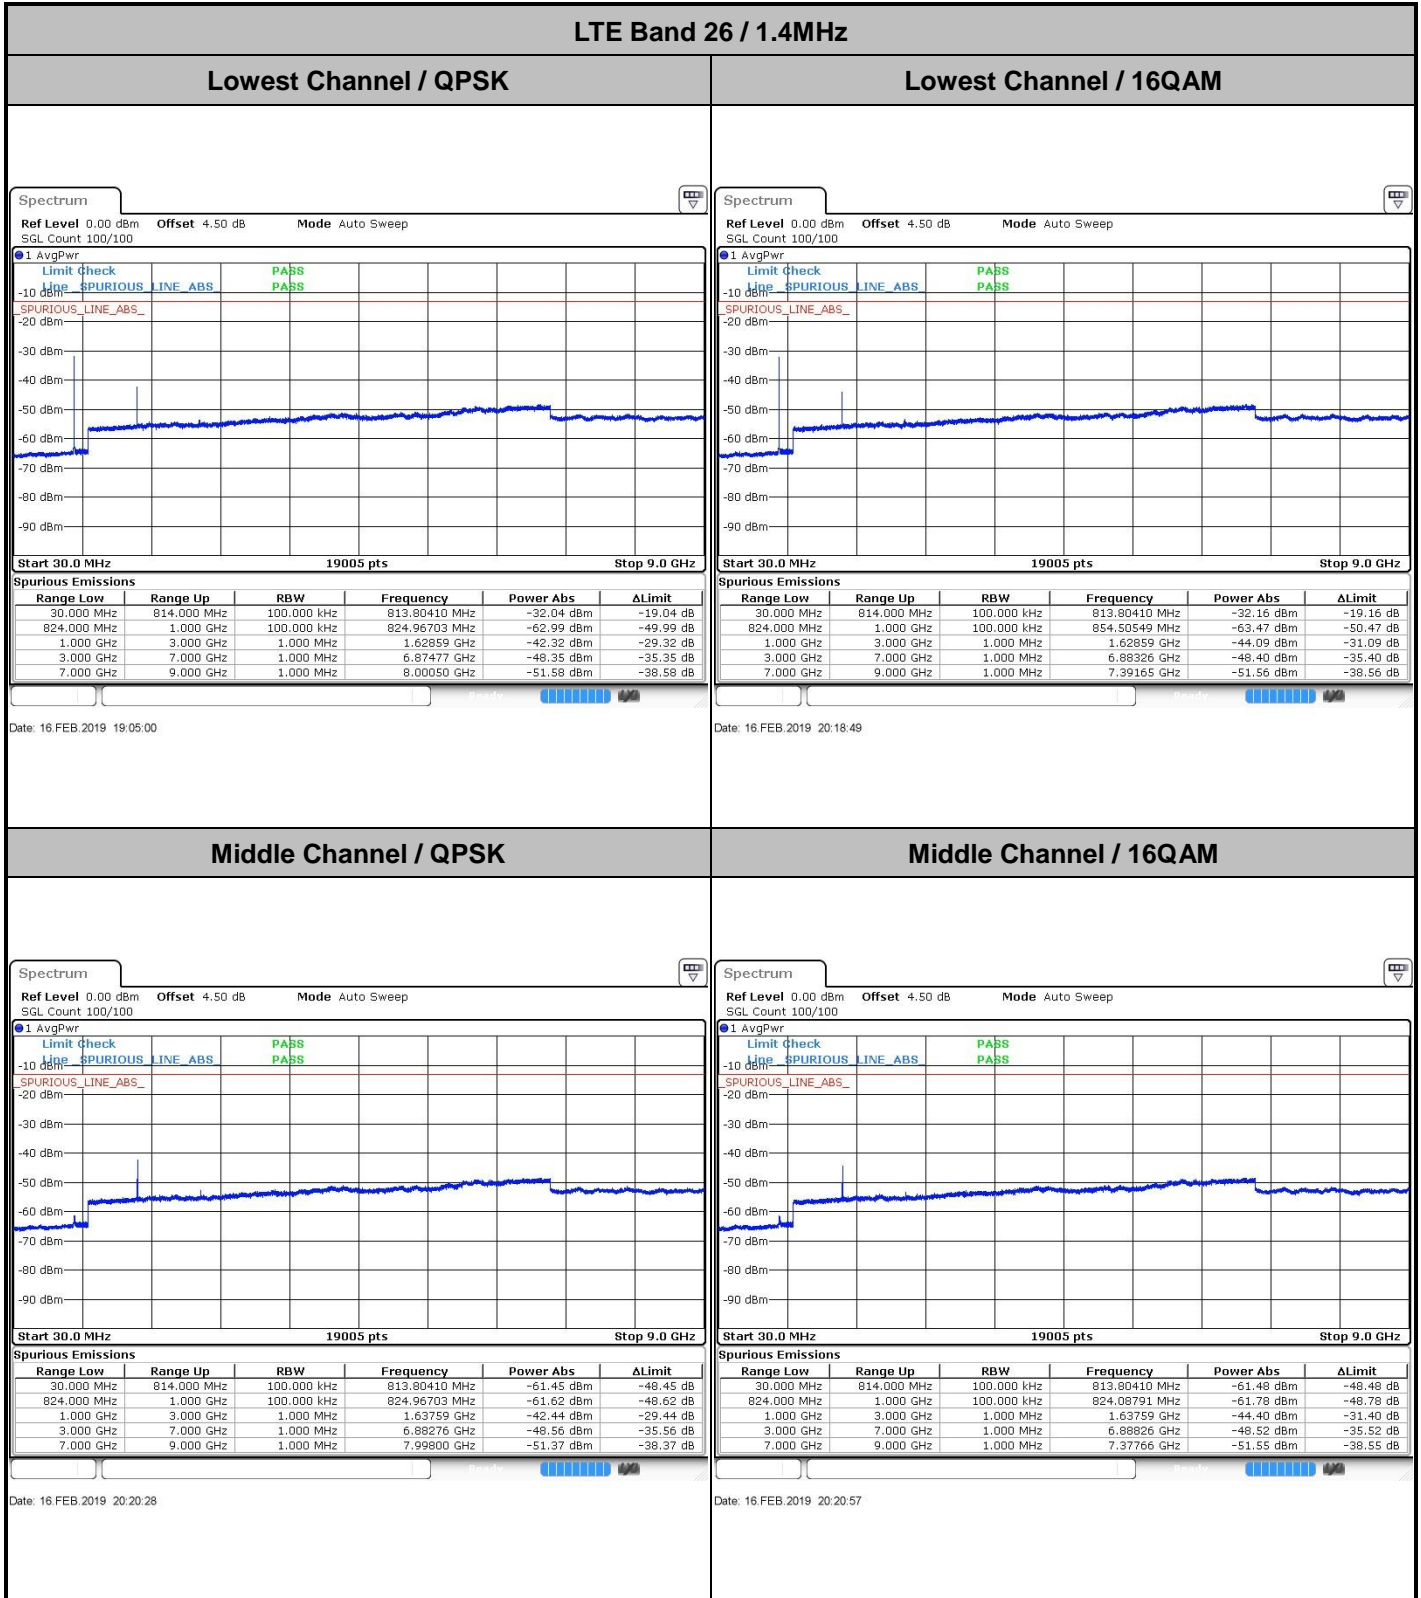 LTE Band 26 / 1.4MHz
Lowest Channel / QPSK
Lowest Channel / 16QAM
Spectrum
Ref Level 0.00 dBm Offset 4.50 dB Mode Auto Sweep
SGL Count 100/100
1 AvgPwr
Limit Check PASS
Line _SPURIOUS_LINE_ABS_ PASS
-10 dBm
_SPURIOUS_LINE_ABS_
-20 dBm
-30 dBm
-40 dBm
-50 dBm
-60 dBm
-70 dBm
-80 dBm
-90 dBm
Start 30.0 MHz 19005 pts Stop 9.0 GHz
Spurious Emissions
Range Low Range Up RBW Frequency Power Abs ΔLimit
30.000 MHz 814.000 MHz 100.000 kHz 813.80410 MHz -32.04 dBm -19.04 dB
824.000 MHz 1.000 GHz 100.000 kHz 824.96703 MHz -62.99 dBm -49.99 dB
1.000 GHz 3.000 GHz 1.000 MHz 1.62859 GHz -42.32 dBm -29.32 dB
3.000 GHz 7.000 GHz 1.000 MHz 6.87477 GHz -48.35 dBm -35.35 dB
7.000 GHz 9.000 GHz 1.000 MHz 8.00050 GHz -51.58 dBm -38.58 dB
Date: 16.FEB.2019 19:05:00
Spectrum
Ref Level 0.00 dBm Offset 4.50 dB Mode Auto Sweep
SGL Count 100/100
1 AvgPwr
Limit Check PASS
Line _SPURIOUS_LINE_ABS_ PASS
-10 dBm
_SPURIOUS_LINE_ABS_
-20 dBm
-30 dBm
-40 dBm
-50 dBm
-60 dBm
-70 dBm
-80 dBm
-90 dBm
Start 30.0 MHz 19005 pts Stop 9.0 GHz
Spurious Emissions
Range Low Range Up RBW Frequency Power Abs ΔLimit
30.000 MHz 814.000 MHz 100.000 kHz 813.80410 MHz -32.16 dBm -19.16 dB
824.000 MHz 1.000 GHz 100.000 kHz 854.50549 MHz -63.47 dBm -50.47 dB
1.000 GHz 3.000 GHz 1.000 MHz 1.62859 GHz -44.09 dBm -31.09 dB
3.000 GHz 7.000 GHz 1.000 MHz 6.88326 GHz -48.40 dBm -35.40 dB
7.000 GHz 9.000 GHz 1.000 MHz 7.39165 GHz -51.56 dBm -38.56 dB
Date: 16.FEB.2019 20:18:49
Middle Channel / QPSK
Middle Channel / 16QAM
Spectrum
Ref Level 0.00 dBm Offset 4.50 dB Mode Auto Sweep
SGL Count 100/100
1 AvgPwr
Limit Check PASS
Line _SPURIOUS_LINE_ABS_ PASS
-10 dBm
_SPURIOUS_LINE_ABS_
-20 dBm
-30 dBm
-40 dBm
-50 dBm
-60 dBm
-70 dBm
-80 dBm
-90 dBm
Start 30.0 MHz 19005 pts Stop 9.0 GHz
Spurious Emissions
Range Low Range Up RBW Frequency Power Abs ΔLimit
30.000 MHz 814.000 MHz 100.000 kHz 813.80410 MHz -61.45 dBm -48.45 dB
824.000 MHz 1.000 GHz 100.000 kHz 824.96703 MHz -61.62 dBm -48.62 dB
1.000 GHz 3.000 GHz 1.000 MHz 1.63759 GHz -42.44 dBm -29.44 dB
3.000 GHz 7.000 GHz 1.000 MHz 6.88276 GHz -48.56 dBm -35.56 dB
7.000 GHz 9.000 GHz 1.000 MHz 7.99800 GHz -51.37 dBm -38.37 dB
Date: 16.FEB.2019 20:20:28
Spectrum
Ref Level 0.00 dBm Offset 4.50 dB Mode Auto Sweep
SGL Count 100/100
1 AvgPwr
Limit Check PASS
Line _SPURIOUS_LINE_ABS_ PASS
-10 dBm
_SPURIOUS_LINE_ABS_
-20 dBm
-30 dBm
-40 dBm
-50 dBm
-60 dBm
-70 dBm
-80 dBm
-90 dBm
Start 30.0 MHz 19005 pts Stop 9.0 GHz
Spurious Emissions
Range Low Range Up RBW Frequency Power Abs ΔLimit
30.000 MHz 814.000 MHz 100.000 kHz 813.80410 MHz -61.48 dBm -48.48 dB
824.000 MHz 1.000 GHz 100.000 kHz 824.08791 MHz -61.78 dBm -48.78 dB
1.000 GHz 3.000 GHz 1.000 MHz 1.63759 GHz -44.40 dBm -31.40 dB
3.000 GHz 7.000 GHz 1.000 MHz 6.88826 GHz -48.52 dBm -35.52 dB
7.000 GHz 9.000 GHz 1.000 MHz 7.37766 GHz -51.55 dBm -38.55 dB
Date: 16.FEB.2019 20:20:57